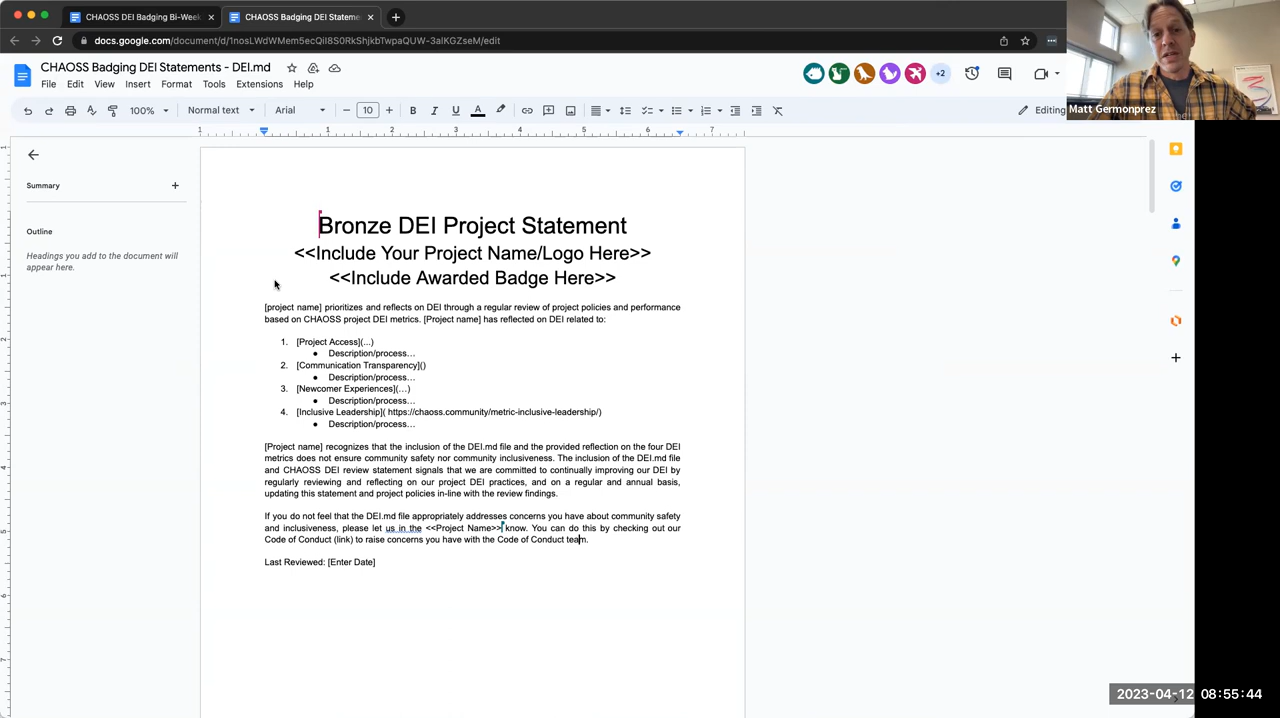 CHAOSS DEI Badging Bi-Week
CHAOSS Badging DEI Stateme
docs.google.com/document/d/1nosLWdWMem5ecQil8S0RkShjkbTwpaQUW-3aIKGZseM/edit
CHAOSS Badging DEI Statements - DEI.md
File Edit View Insert Format Tools Extensions Help
+2
100% Normal text Arial 10 B I U A Editing
Matt Germonprez
1 1 2 3 4 5 6 7
Summary
Outline
Headings you add to the document will
appear here.
Bronze DEI Project Statement
<<Include Your Project Name/Logo Here>>
<<Include Awarded Badge Here>>
[project name] prioritizes and reflects on DEI through a regular review of project policies and performance
based on CHAOSS project DEI metrics. [Project name] has reflected on DEI related to:
1. [Project Access](...)
● Description/process…
2. [Communication Transparency]()
● Description/process…
3. [Newcomer Experiences](…)
● Description/process…
4. [Inclusive Leadership]( https://chaoss.community/metric-inclusive-leadership/)
● Description/process…
[Project name] recognizes that the inclusion of the DEI.md file and the provided reflection on the four DEI
metrics does not ensure community safety nor community inclusiveness. The inclusion of the DEI.md file
and CHAOSS DEI review statement signals that we are committed to continually improving our DEI by
regularly reviewing and reflecting on our project DEI practices, and on a regular and annual basis,
updating this statement and project policies in-line with the review findings.
If you do not feel that the DEI.md file appropriately addresses concerns you have about community safety
and inclusiveness, please let us in the <<Project Name>> know. You can do this by checking out our
Code of Conduct (link) to raise concerns you have with the Code of Conduct team.
Last Reviewed: [Enter Date]
2023-04-12 08:55:44